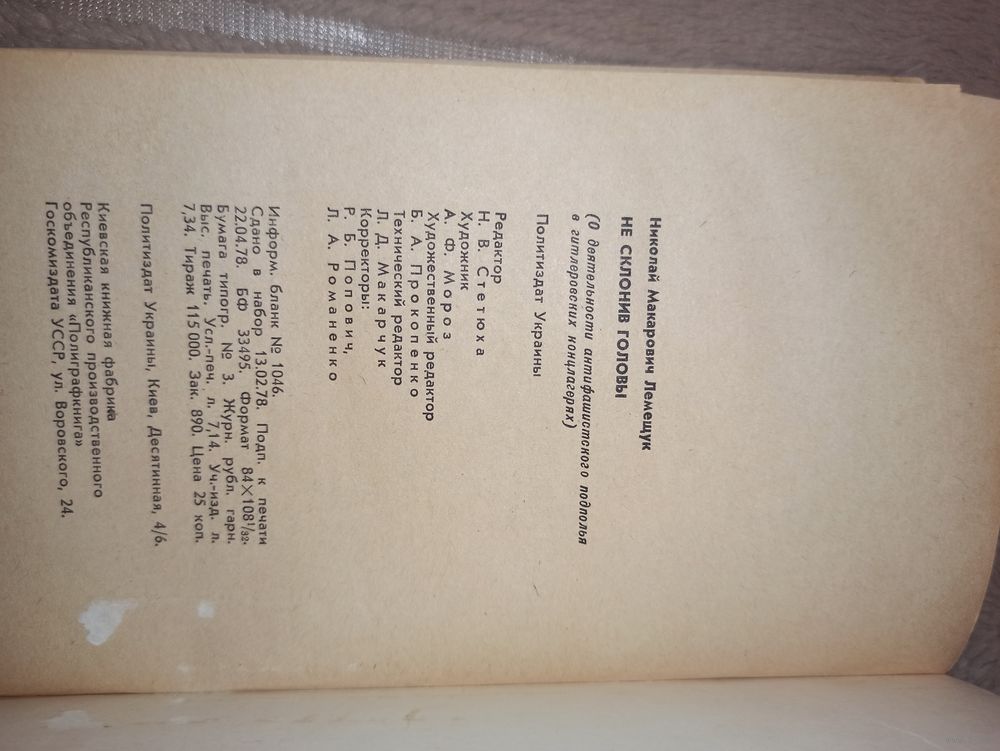 Николай Макарович Лемещук
НЕ СКЛОНИВ ГОЛОВЫ
(О деятельности антифашистского подполья
в гитлеровских концлагерях)
Политиздат Украины
Редактор
Н. В. Стетюха
Художник
А. Ф. Мороз
Художественный редактор
Б. А. Прокопенко
Технический редактор
Л. Д. Макарчук
Корректоры:
Р. Б. Попович,
Л. А. Романенко
Информ. бланк № 1046.
Сдано в набор 13.02.78. Подп. к печати
22.04.78. БФ 33495. Формат 84×108¹/₃₂.
Бумага типогр. № 3. Журн. рубл. гарн.
Выс. печать. Усл.-печ. л. 7,14. Уч.-изд. л.
7,34. Тираж 115 000. Зак. 890. Цена 25 коп.
Политиздат Украины, Киев, Десятинная, 4/6.
Киевская книжная фабрика
Республиканского производственного
объединения «Полиграфкнига»
Госкомиздата УССР, ул. Воровского, 24.